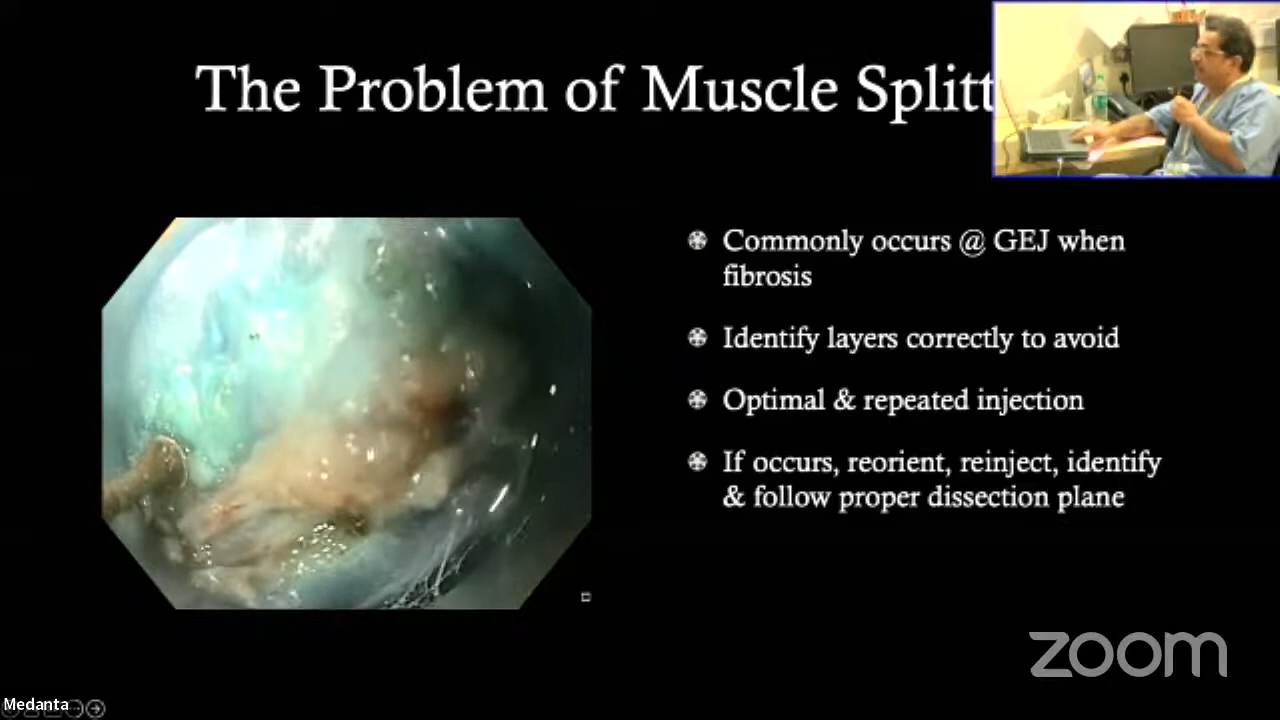 The Problem of Muscle Splitt
Commonly occurs @ GEJ when
fibrosis
Identify layers correctly to avoid
Optimal & repeated injection
If occurs, reorient, reinject, identify
& follow proper dissection plane
zoom
Medanta